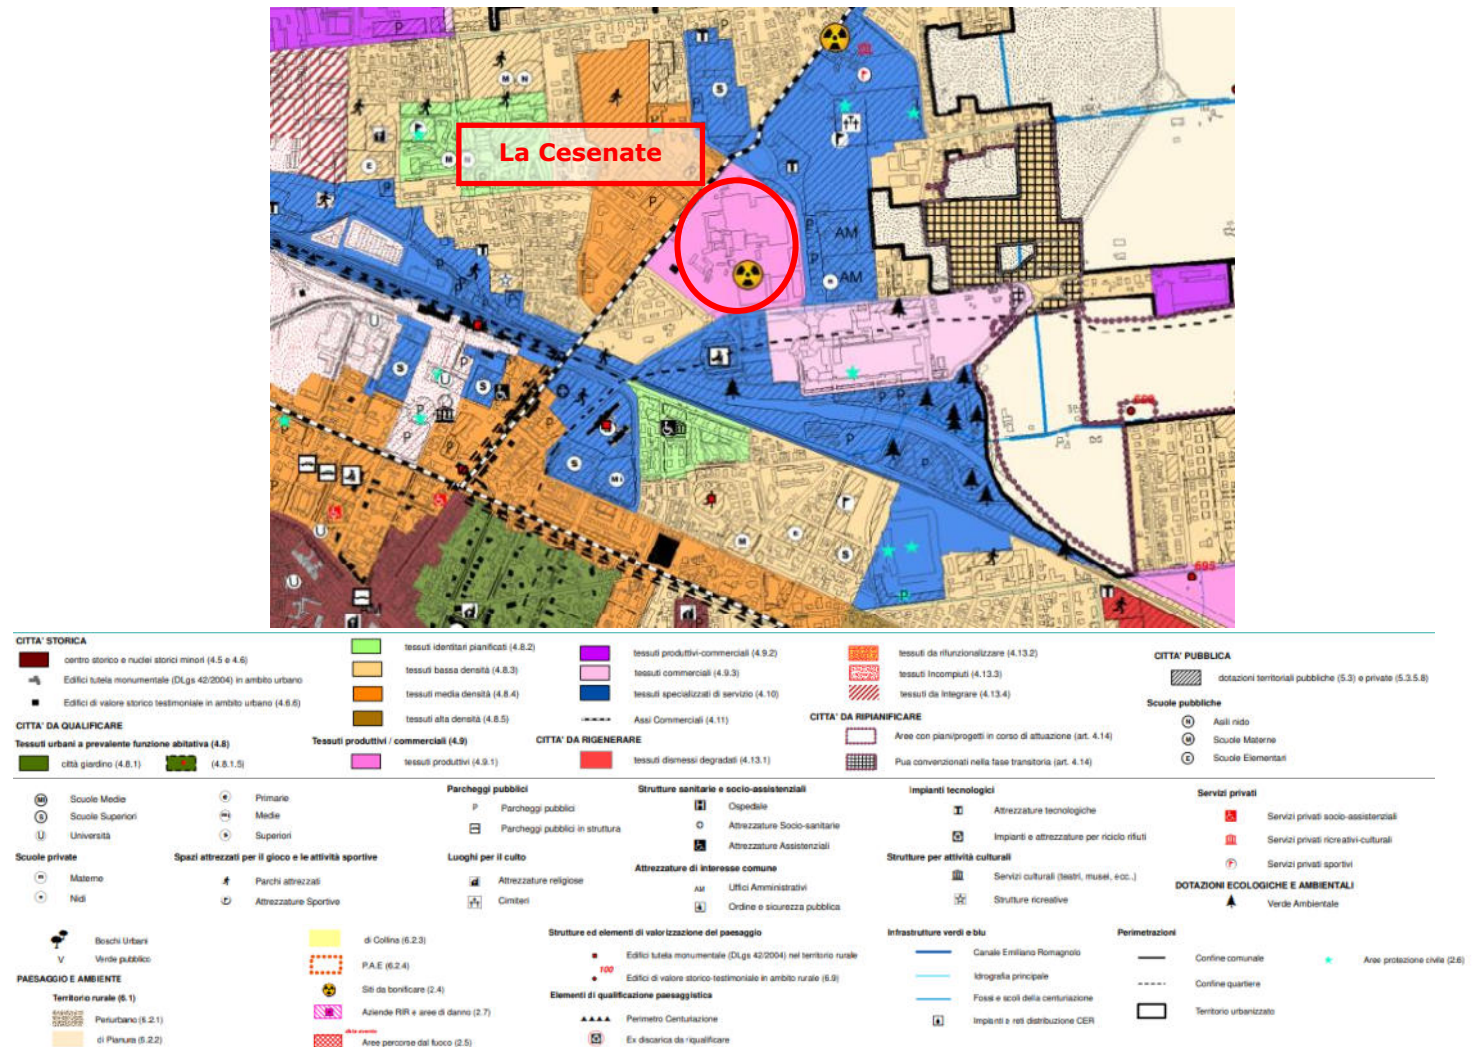 La Cesenate
AM
AM
696
695
CITTA' STORICA
centro storico e nuclei storici minori (4.5 e 4.6)
Edifici tutela monumentale (DLgs 42/2004) in ambito urbano
Edifici di valore storico testimoniale in ambito urbano (4.6.6)
CITTA' DA QUALIFICARE
Tessuti urbani a prevalente funzione abitativa (4.8)
città giardino (4.8.1)
(4.8.1.5)
tessuti identitari pianificati (4.8.2)
tessuti bassa densità (4.8.3)
tessuti media densità (4.8.4)
tessuti alta densità (4.8.5)
Tessuti produttivi / commerciali (4.9)
tessuti produttivi (4.9.1)
tessuti produttivi-commerciali (4.9.2)
tessuti commerciali (4.9.3)
tessuti specializzati di servizio (4.10)
Assi Commerciali (4.11)
CITTA' DA RIGENERARE
tessuti dismessi degradati (4.13.1)
tessuti da rifunzionalizzare (4.13.2)
tessuti Incompiuti (4.13.3)
tessuti da Integrare (4.13.4)
CITTA' DA RIPIANIFICARE
Aree con piani/progetti in corso di attuazione (art. 4.14)
Pua convenzionati nella fase transitoria (art. 4.14)
CITTA' PUBBLICA
dotazioni territoriali pubbliche (5.3) e private (5.3.5.8)
Scuole pubbliche
N Asili nido
M Scuole Materne
E Scuole Elementari
Mi Scuole Medie
S Scuole Superiori
U Università
Scuole private
Materne
Nidi
Primarie
Medie
Superiori
Spazi attrezzati per il gioco e le attività sportive
Parchi attrezzati
Attrezzature Sportive
Parcheggi pubblici
P Parcheggi pubblici
Parcheggi pubblici in struttura
Luoghi per il culto
Attrezzature religiose
Cimiteri
Strutture sanitarie e socio-assistenziali
H Ospedale
Attrezzature Socio-sanitarie
Attrezzature Assistenziali
Attrezzature di interesse comune
AM Uffici Amministrativi
Ordine e sicurezza pubblica
Impianti tecnologici
T Attrezzature tecnologiche
Impianti e attrezzature per riciclo rifiuti
Strutture per attività culturali
Servizi culturali (teatri, musei, ecc..)
Strutture ricreative
Servizi privati
Servizi privati socio-assistenziali
Servizi privati ricreativi-culturali
Servizi privati sportivi
DOTAZIONI ECOLOGICHE E AMBIENTALI
Verde Ambientale
Boschi Urbani
V Verde pubblico
PAESAGGIO E AMBIENTE
Territorio rurale (6.1)
Periurbano (6.2.1)
di Pianura (6.2.2)
di Collina (6.2.3)
P.A.E (6.2.4)
Siti da bonificare (2.4)
Aziende RIR e aree di danno (2.7)
Aree percorse dal fuoco (2.5)
Strutture ed elementi di valorizzazione del paesaggio
Edifici tutela monumentale (DLgs 42/2004) nel territorio rurale
100
Edifici di valore storico-testimoniale in ambito rurale (6.9)
Elementi di qualificazione paesaggistica
Perimetro Centuriazione
Ex discarica da riqualificare
Infrastrutture verdi e blu
Canale Emiliano Romagnolo
Idrografia principale
Fossi e scoli della centuriazione
Impianti e reti distribuzione CER
Perimetrazioni
Confine comunale
Confine quartiere
Territorio urbanizzato
Aree protezione civile (2.6)